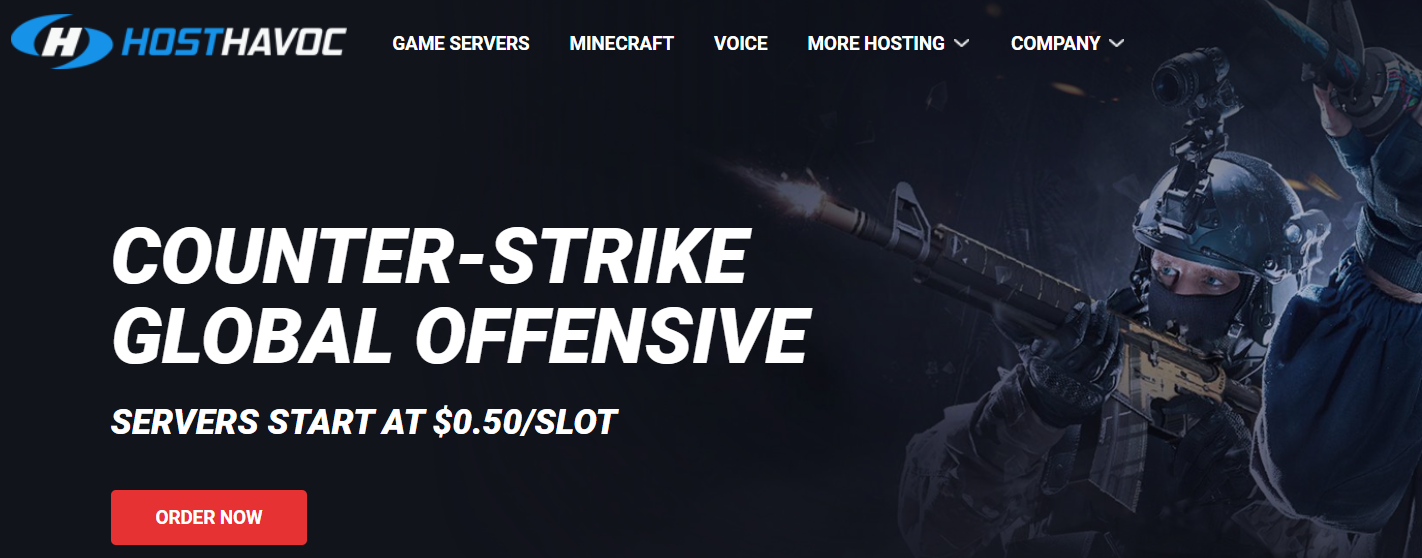 HOSTHAVOC
GAME SERVERS MINECRAFT VOICE MORE HOSTING COMPANY
COUNTER-STRIKE
GLOBAL OFFENSIVE
SERVERS START AT $0.50/SLOT
ORDER NOW